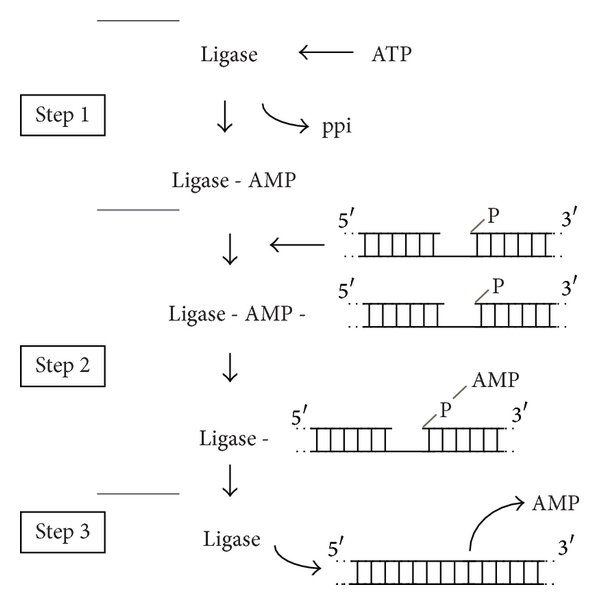 Ligase ATP
Step 1
ppi
Ligase - AMP
5′ P 3′
5′ P 3′
Ligase - AMP -
Step 2
AMP
5′ P 3′
Ligase -
Step 3
AMP
Ligase
5′ 3′